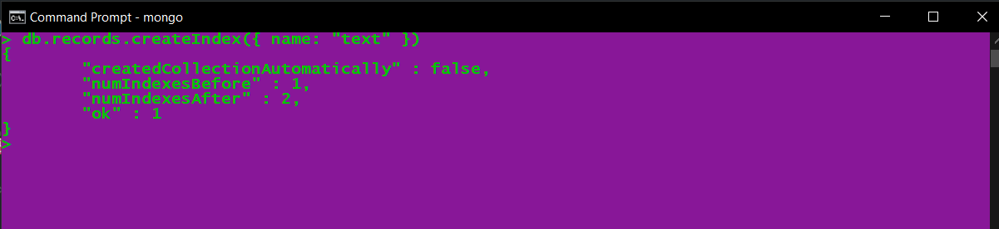 Command Prompt - mongo
> db.records.createIndex({ name: "text" })
{
        "createdCollectionAutomatically" : false,
        "numIndexesBefore" : 1,
        "numIndexesAfter" : 2,
        "ok" : 1
}
>